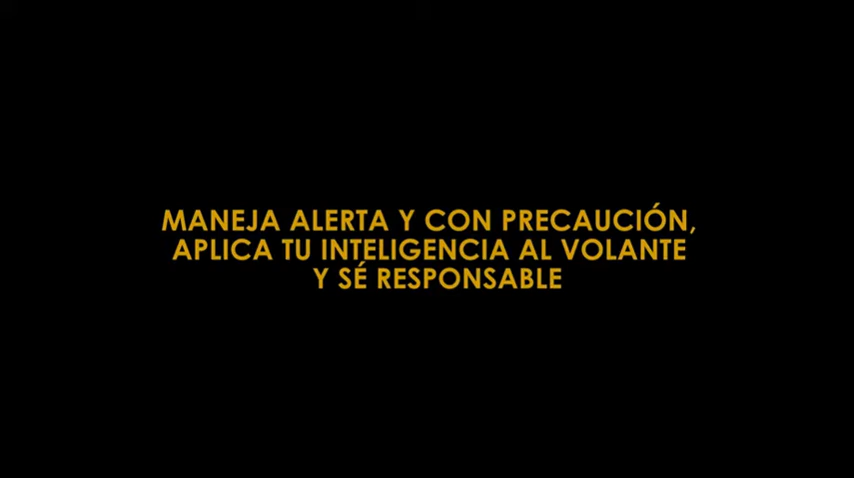 MANEJA ALERTA Y CON PRECAUCIÓN,
APLICA TU INTELIGENCIA AL VOLANTE
Y SÉ RESPONSABLE